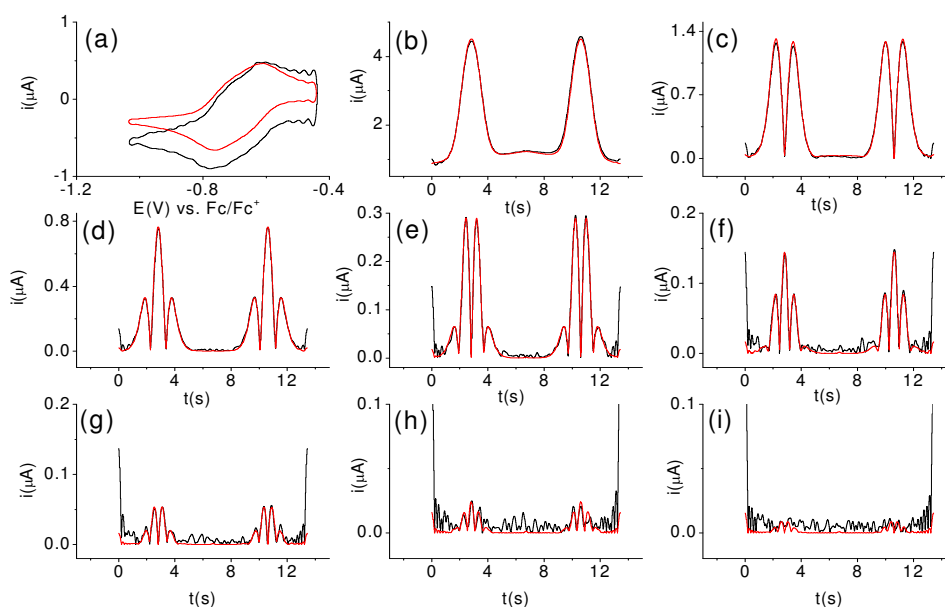 (a)
1
0
-1
i(μA)
-1.2
-0.8
-0.4
E(V) vs. Fc/Fc+
(b)
4
2
i(μA)
0
4
8
12
t(s)
(c)
1.4
0.7
0.0
i(μA)
0
4
8
12
t(s)
(d)
0.8
0.4
0.0
i(μA)
0
4
8
12
t(s)
(e)
0.3
0.2
0.1
0.0
i(μA)
0
4
8
12
t(s)
(f)
0.2
0.1
0.0
i(μA)
0
4
8
12
t(s)
(g)
0.2
0.1
0.0
i(μA)
0
4
8
12
t(s)
(h)
0.1
0.0
i(μA)
0
4
8
12
t(s)
(i)
0.1
0.0
i(μA)
0
4
8
12
t(s)